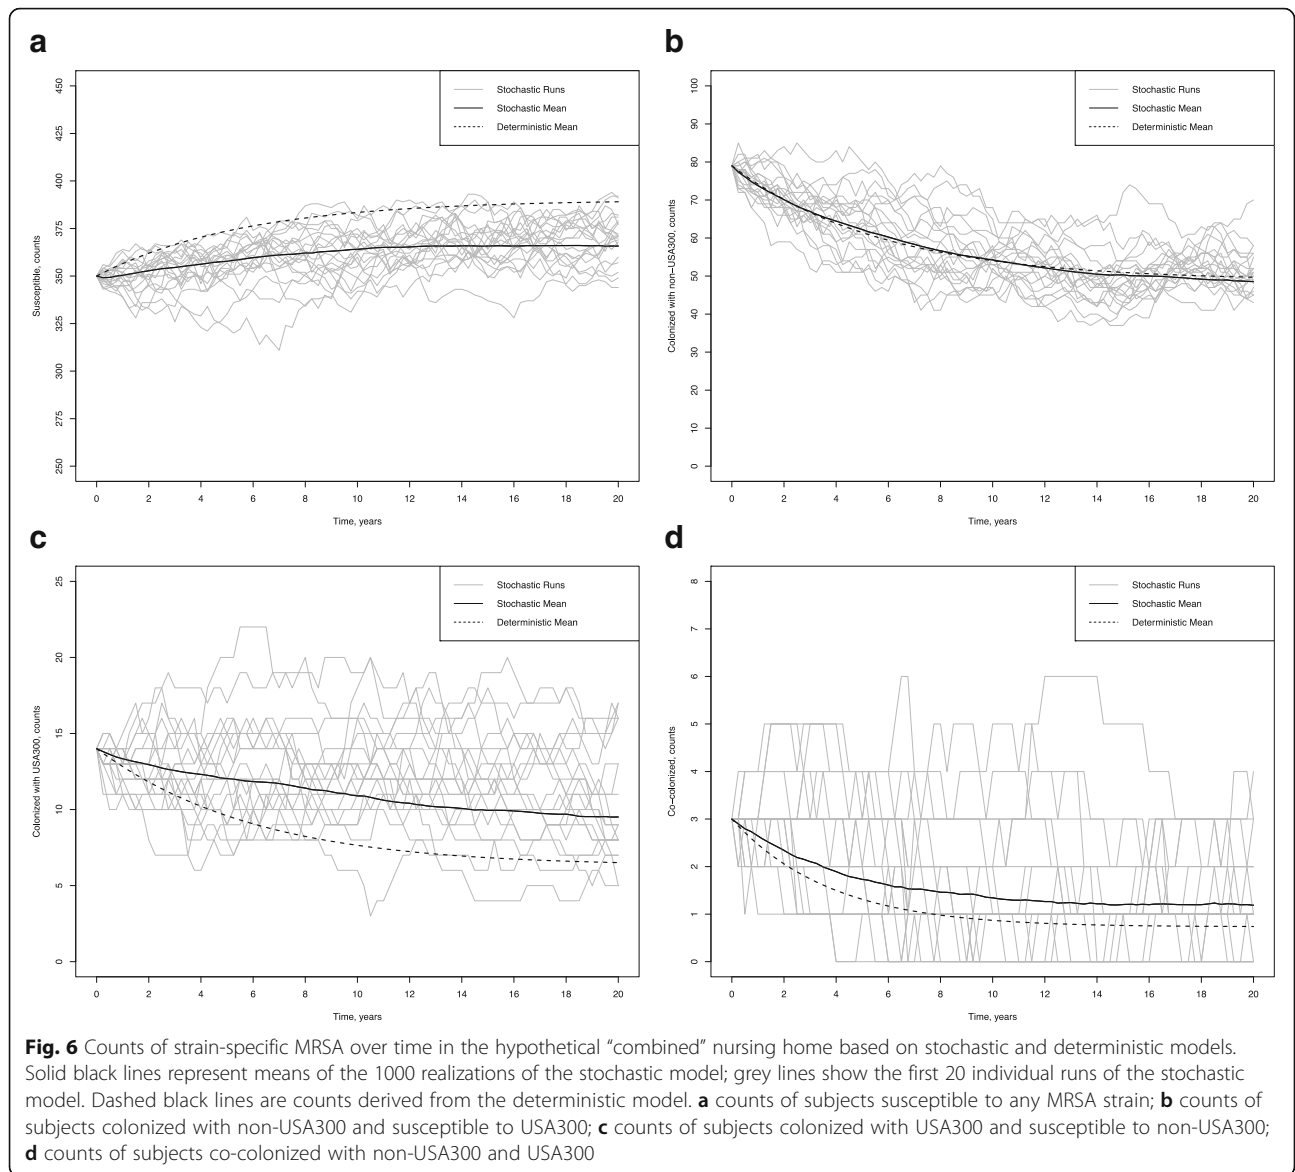 a
450
425
400
375
350
325
300
275
250
Susceptible, counts
Stochastic Runs
Stochastic Mean
Deterministic Mean
0 2 4 6 8 10 12 14 16 18 20
Time, years
b
100
90
80
70
60
50
40
30
20
10
0
Colonized with non−USA300, counts
Stochastic Runs
Stochastic Mean
Deterministic Mean
0 2 4 6 8 10 12 14 16 18 20
Time, years
c
25
20
15
10
5
0
Colonized with USA300, counts
Stochastic Runs
Stochastic Mean
Deterministic Mean
0 2 4 6 8 10 12 14 16 18 20
Time, years
d
8
7
6
5
4
3
2
1
0
Co−colonized, counts
Stochastic Runs
Stochastic Mean
Deterministic Mean
0 2 4 6 8 10 12 14 16 18 20
Time, years
Fig. 6 Counts of strain-specific MRSA over time in the hypothetical “combined” nursing home based on stochastic and deterministic models.
Solid black lines represent means of the 1000 realizations of the stochastic model; grey lines show the first 20 individual runs of the stochastic
model. Dashed black lines are counts derived from the deterministic model. a counts of subjects susceptible to any MRSA strain; b counts of
subjects colonized with non-USA300 and susceptible to USA300; c counts of subjects colonized with USA300 and susceptible to non-USA300;
d counts of subjects co-colonized with non-USA300 and USA300